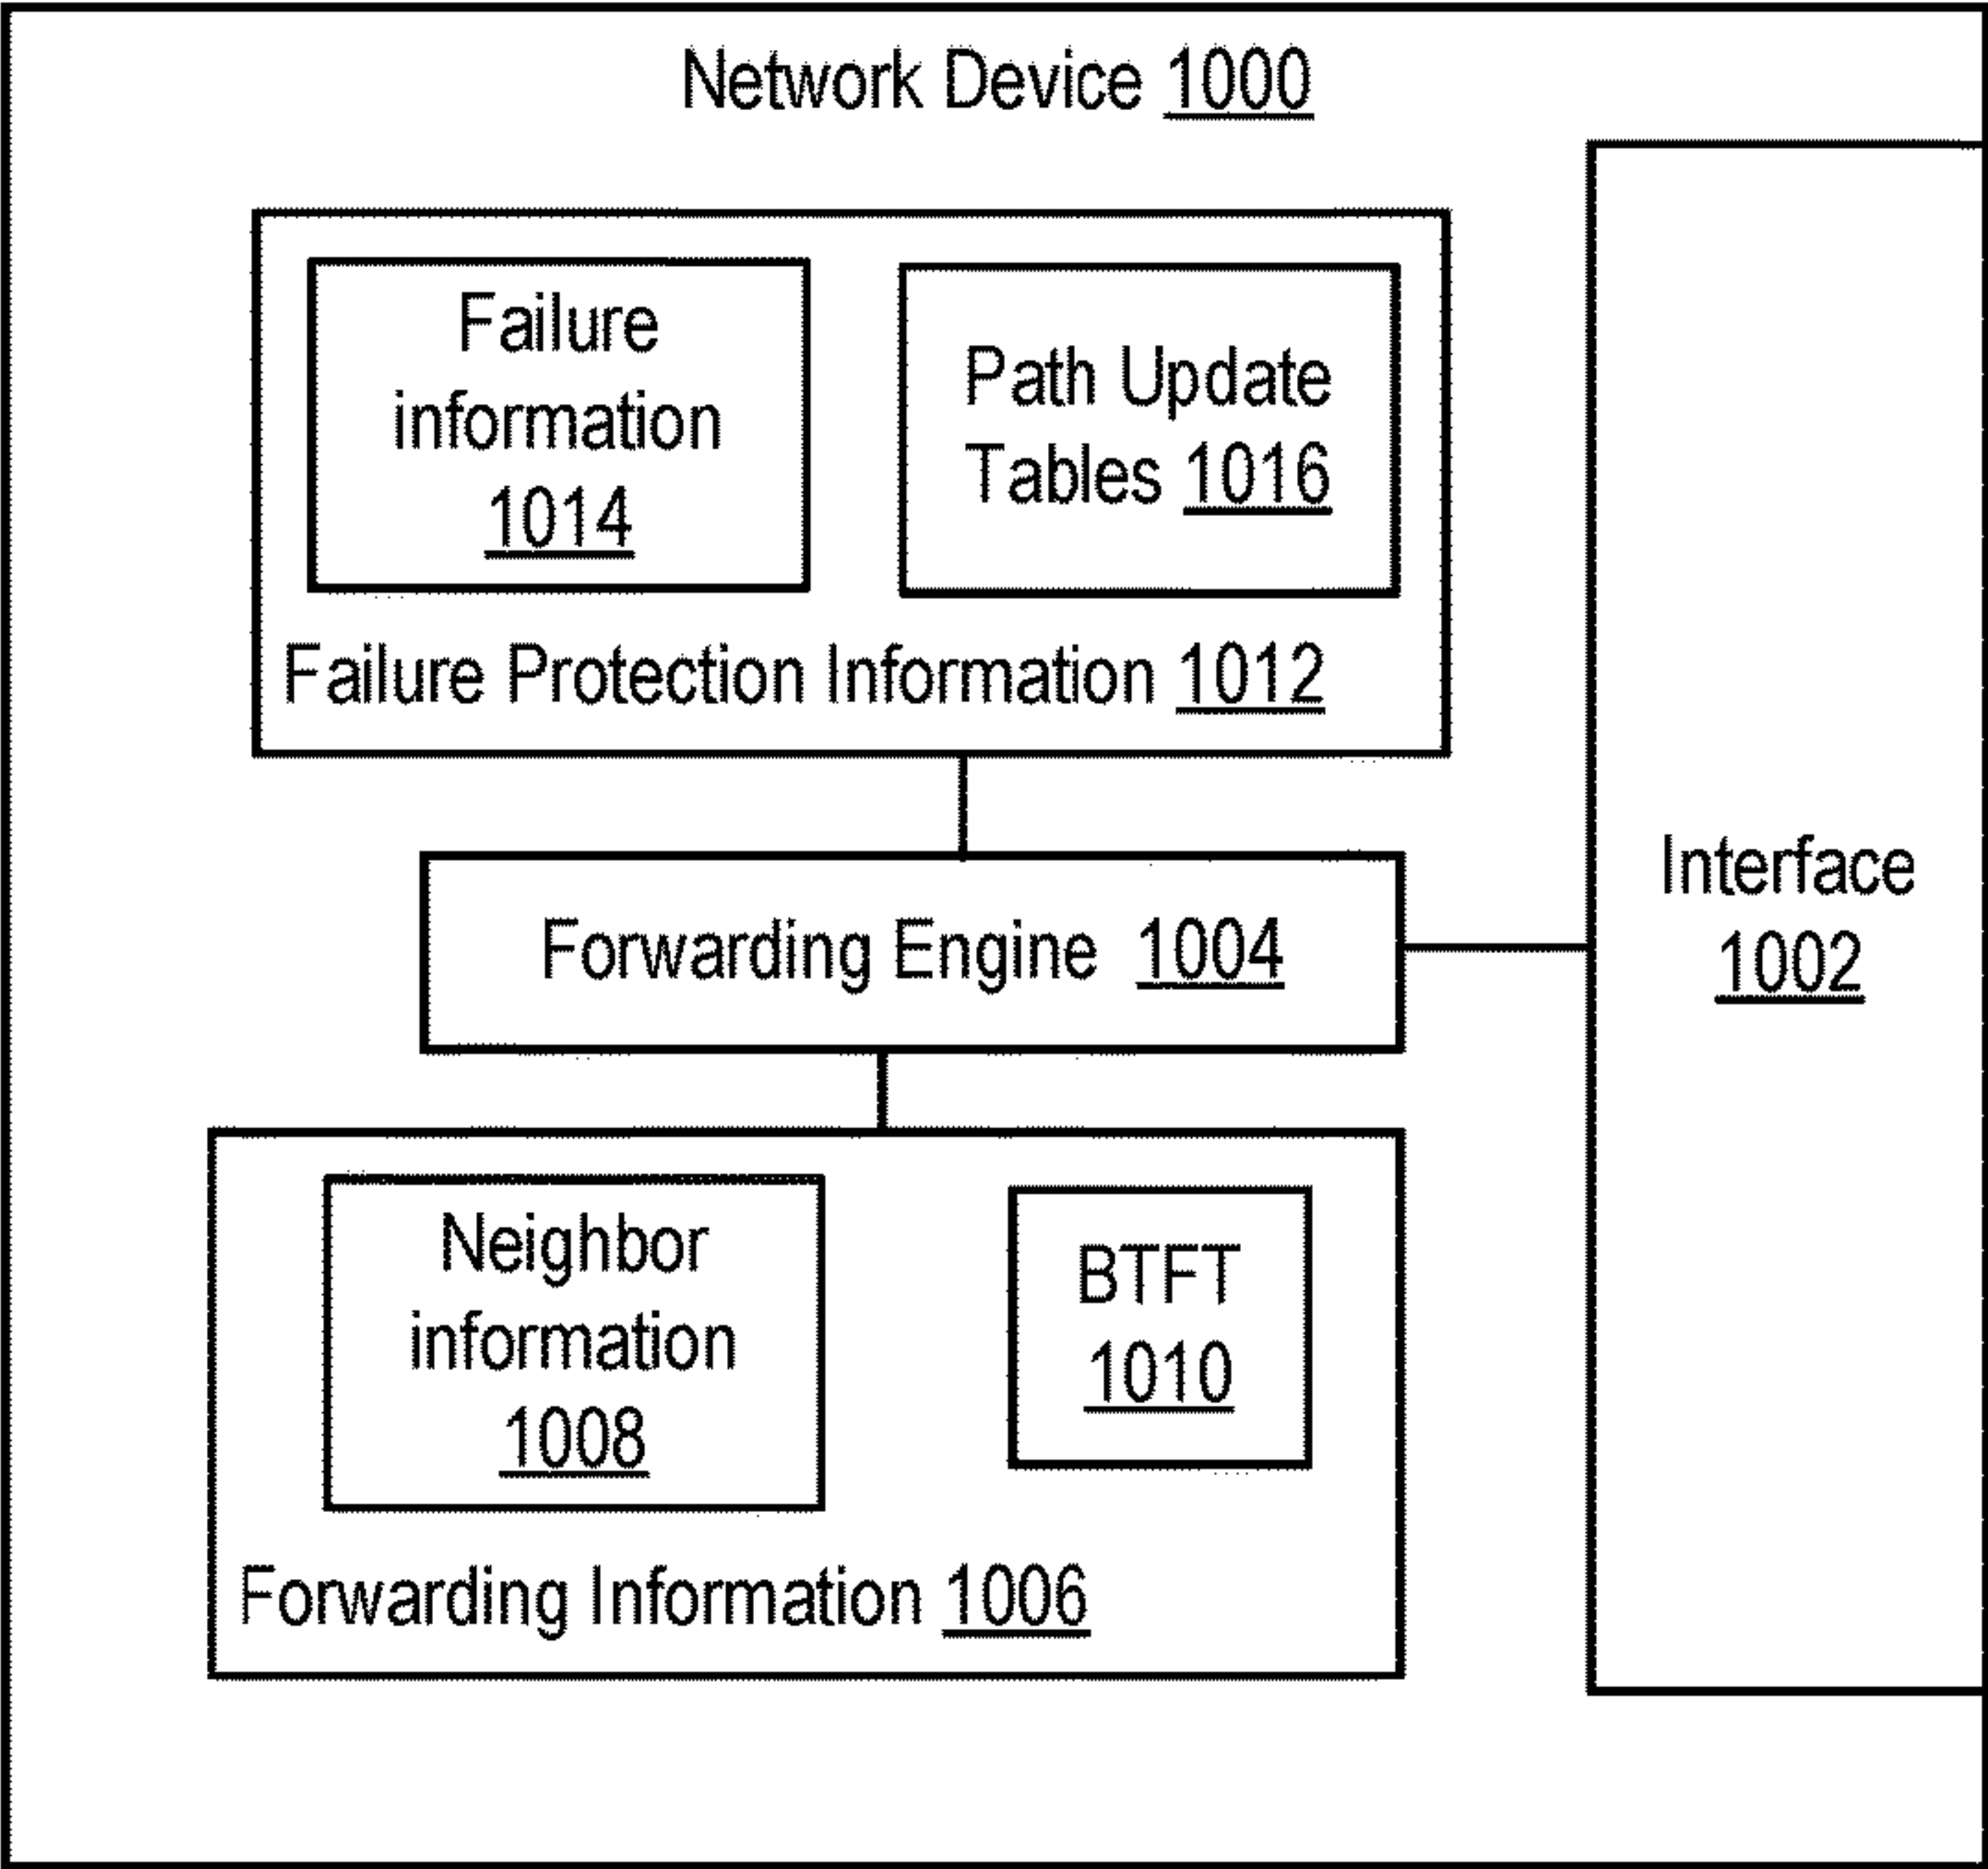 Network Device 1000
Failure
information
1014
Path Update
Tables 1016
Failure Protection Information 1012
Forwarding Engine 1004
Interface
1002
Neighbor
information
1008
BTFT
1010
Forwarding Information 1006